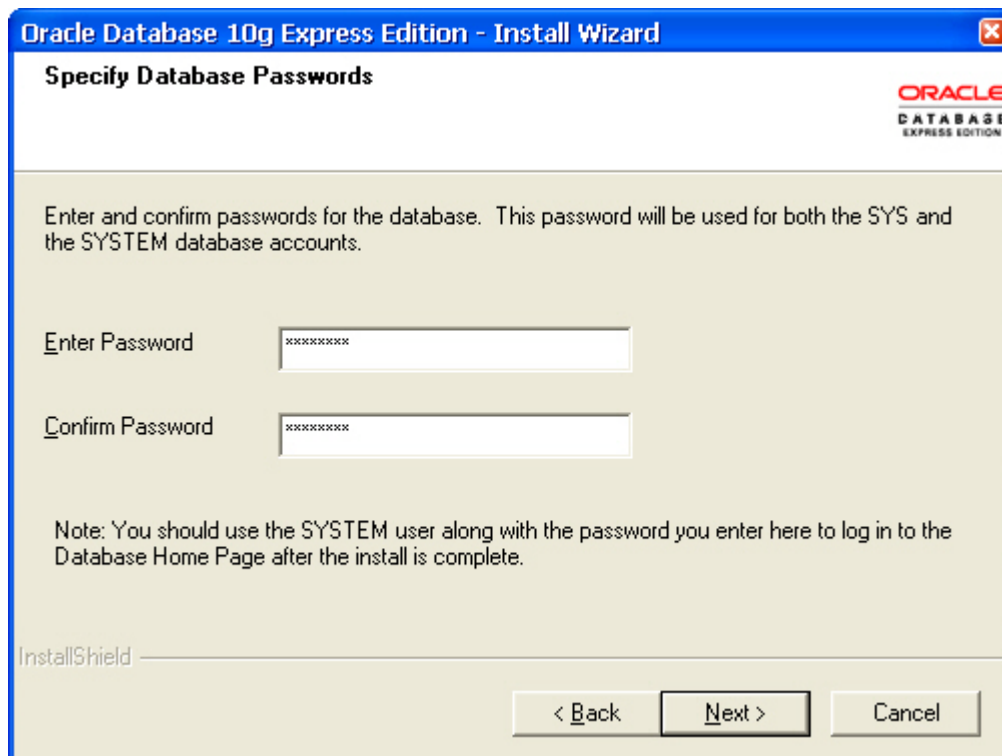 Oracle Database 10g Express Edition - Install Wizard
Specify Database Passwords
ORACLE
DATABASE
EXPRESS EDITION
Enter and confirm passwords for the database.  This password will be used for both the SYS and
the SYSTEM database accounts.
Enter Password
********
Confirm Password
********
Note: You should use the SYSTEM user along with the password you enter here to log in to the
Database Home Page after the install is complete.
InstallShield
< Back
Next >
Cancel